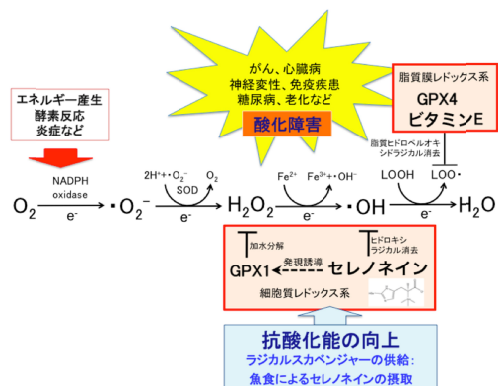 がん、心臓病
神経変性、免疫疾患
糖尿病、老化など
酸化障害
脂質膜レドックス系
GPX4
ビタミンE
エネルギー産生
酵素反応
炎症など
脂質ヒドロペルオキ
シドラジカル消去
NADPH
oxidase
2H⁺+・O₂⁻
O₂
SOD
Fe²⁺
Fe³⁺+・OH⁻
LOOH
LOO・
O₂
e⁻
・O₂⁻
e⁻
H₂O₂
e⁻
・OH
e⁻
H₂O
加水分解
ヒドロキシ
ラジカル消去
GPX1
発現誘導
セレノネイン
細胞質レドックス系
抗酸化能の向上
ラジカルスカベンジャーの供給:
魚食によるセレノネインの摂取